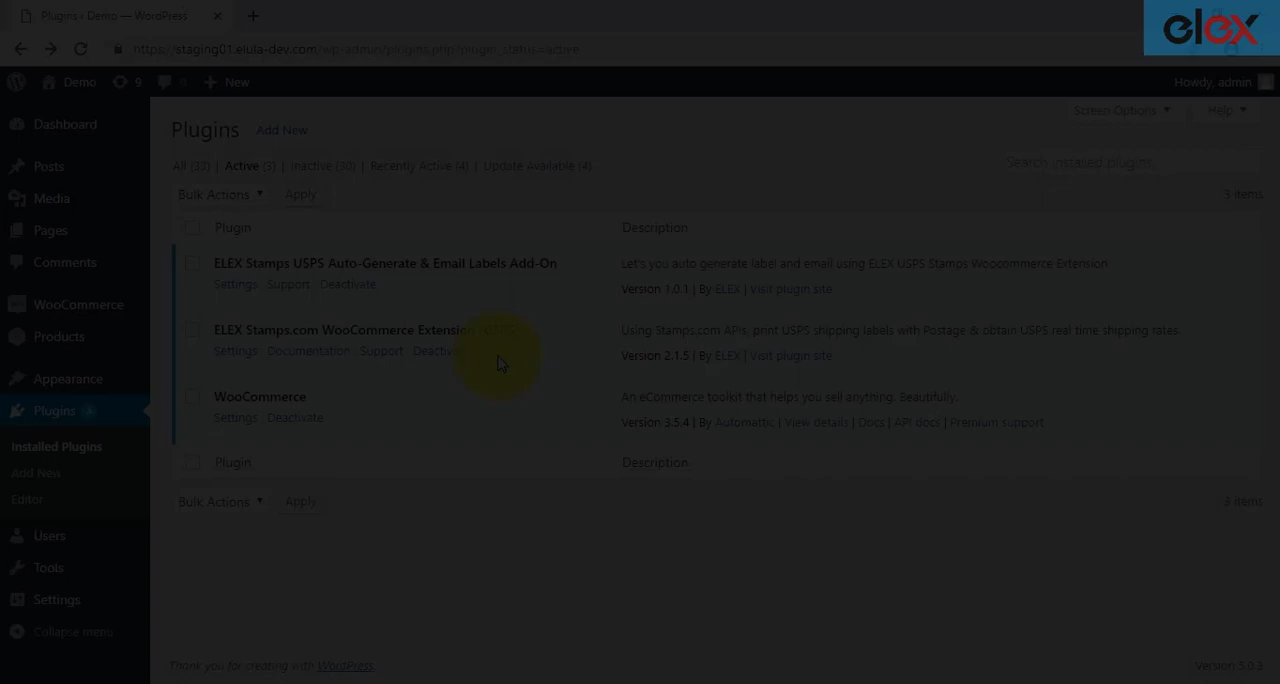 Plugins ‹ Demo — WordPress
elex
https://staging01.elula-dev.com/wp-admin/plugins.php?plugin_status=active
Demo 9 0 New Howdy, admin
Dashboard
Posts
Media
Pages
Comments
WooCommerce
Products
Appearance
Plugins 4
Installed Plugins
Add New
Editor
Users
Tools
Settings
Collapse menu
Screen Options Help
Plugins Add New
All (33) | Active (3) | Inactive (30) | Recently Active (4) | Update Available (4)
Search installed plugins...
Bulk Actions Apply 3 items
Plugin Description
ELEX Stamps USPS Auto-Generate & Email Labels Add-On Let's you auto generate label and email using ELEX USPS Stamps Woocommerce Extension
Settings Support Deactivate
Version 1.0.1 | By ELEX | Visit plugin site
ELEX Stamps.com WooCommerce Extension Using Stamps.com APIs, print USPS shipping labels with Postage & obtain USPS real time shipping rates.
Settings Documentation Support Deactivate
Version 2.1.5 | By ELEX | Visit plugin site
WooCommerce An eCommerce toolkit that helps you sell anything. Beautifully.
Settings Deactivate
Version 3.5.4 | By Automattic | View details | Docs | API docs | Premium support
Plugin Description
Bulk Actions Apply 3 items
Thank you for creating with WordPress. Version 5.0.3